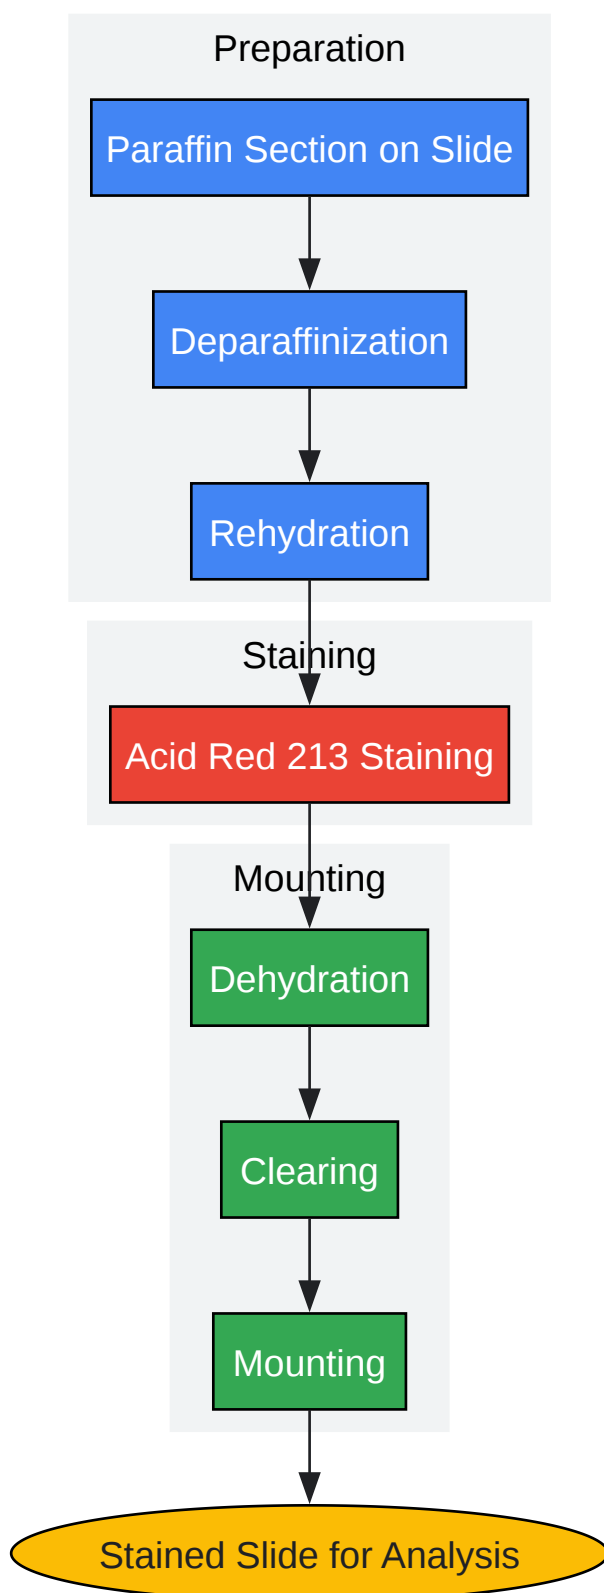 Preparation
Paraffin Section on Slide
Deparaffinization
Rehydration
Staining
Acid Red 213 Staining
Mounting
Dehydration
Clearing
Mounting
Stained Slide for Analysis